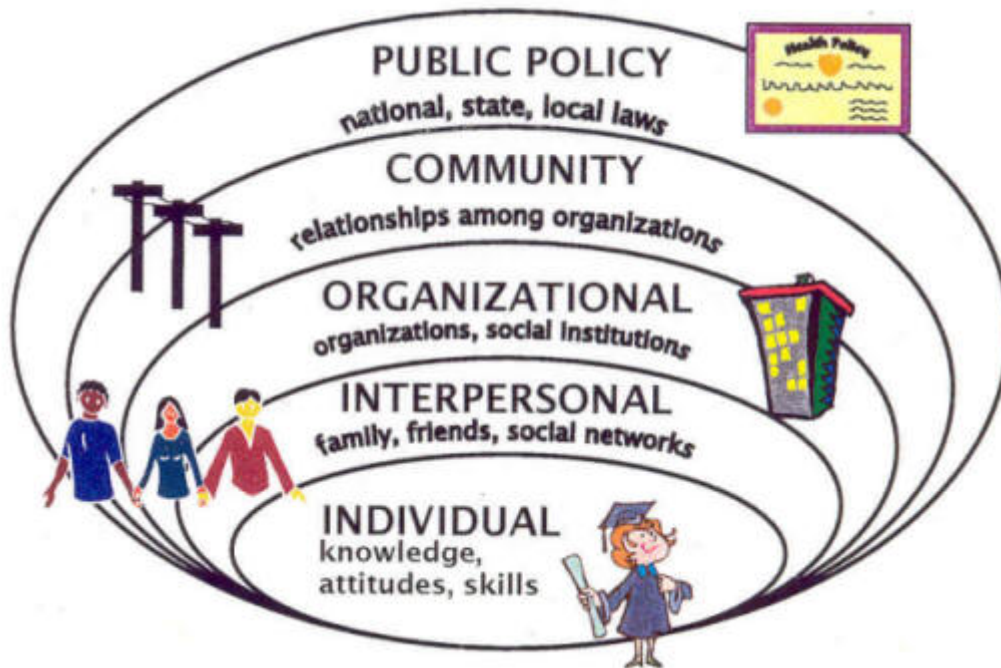 Health Policy
PUBLIC POLICY
national, state, local laws
COMMUNITY
relationships among organizations
ORGANIZATIONAL
organizations, social institutions
INTERPERSONAL
family, friends, social networks
INDIVIDUAL
knowledge,
attitudes, skills